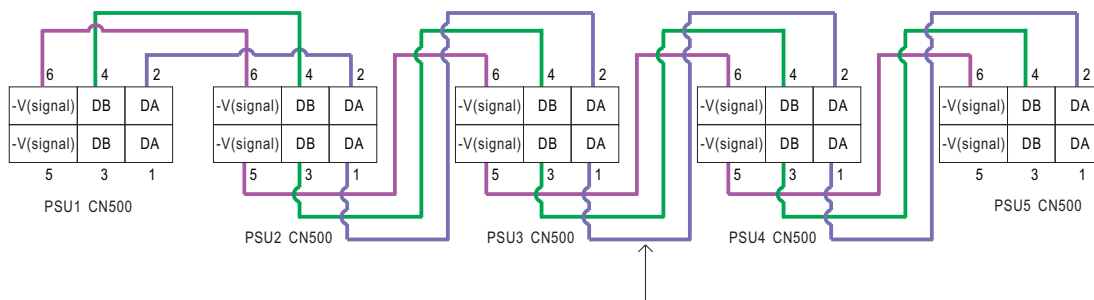 6 4 2 6 4 2 6 4 2 6 4 2 6 4 2
-V(signal) DB DA -V(signal) DB DA -V(signal) DB DA -V(signal) DB DA -V(signal) DB DA
-V(signal) DB DA -V(signal) DB DA -V(signal) DB DA -V(signal) DB DA -V(signal) DB DA
5 3 1 5 3 1 5 3 1 5 3 1 5 3 1
PSU1 CN500 PSU2 CN500 PSU3 CN500 PSU4 CN500 PSU5 CN500